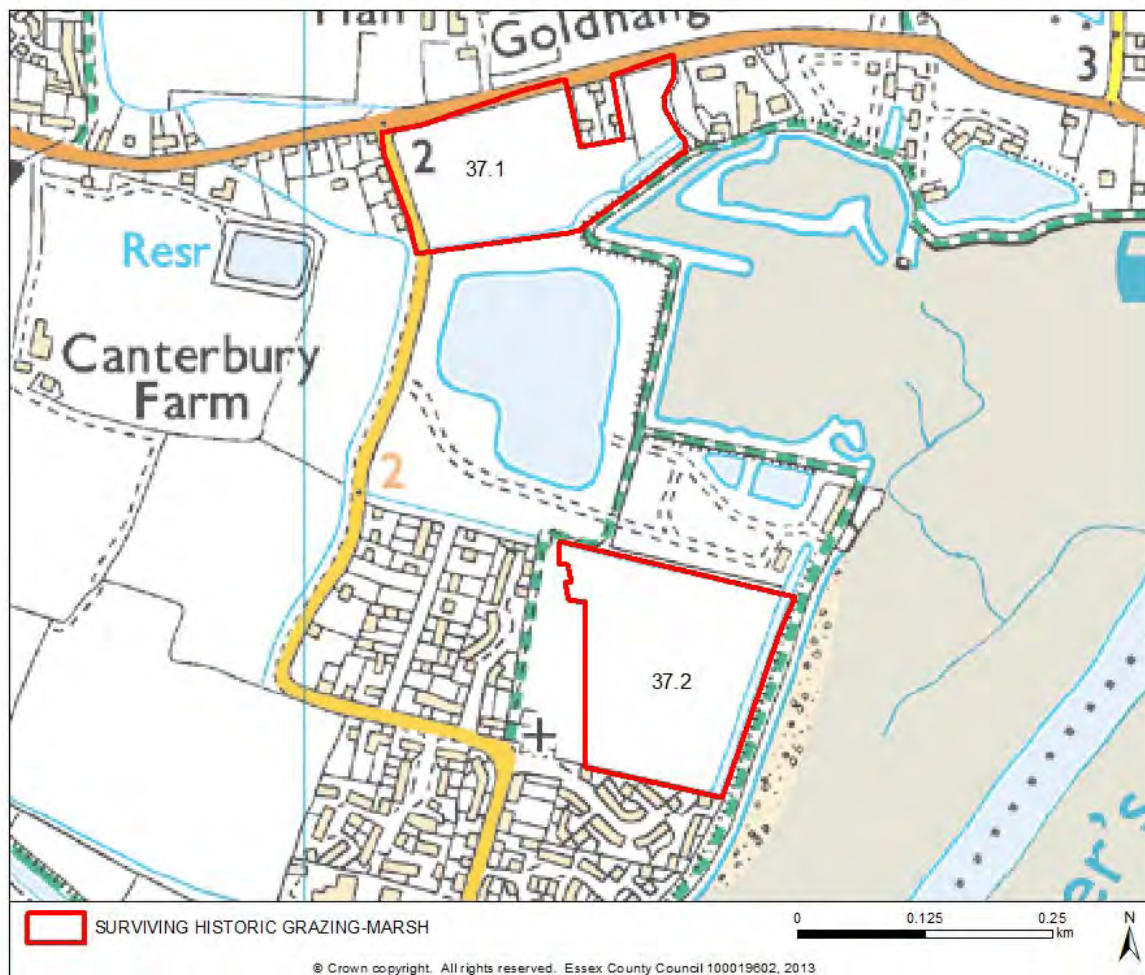 Goldhang
3
2
37.1
Resr
Canterbury
Farm
2
37.2
er's
SURVIVING HISTORIC GRAZING-MARSH
0 0.125 0.25
km
N
© Crown copyright. All rights reserved. Essex County Council 100019602, 2013